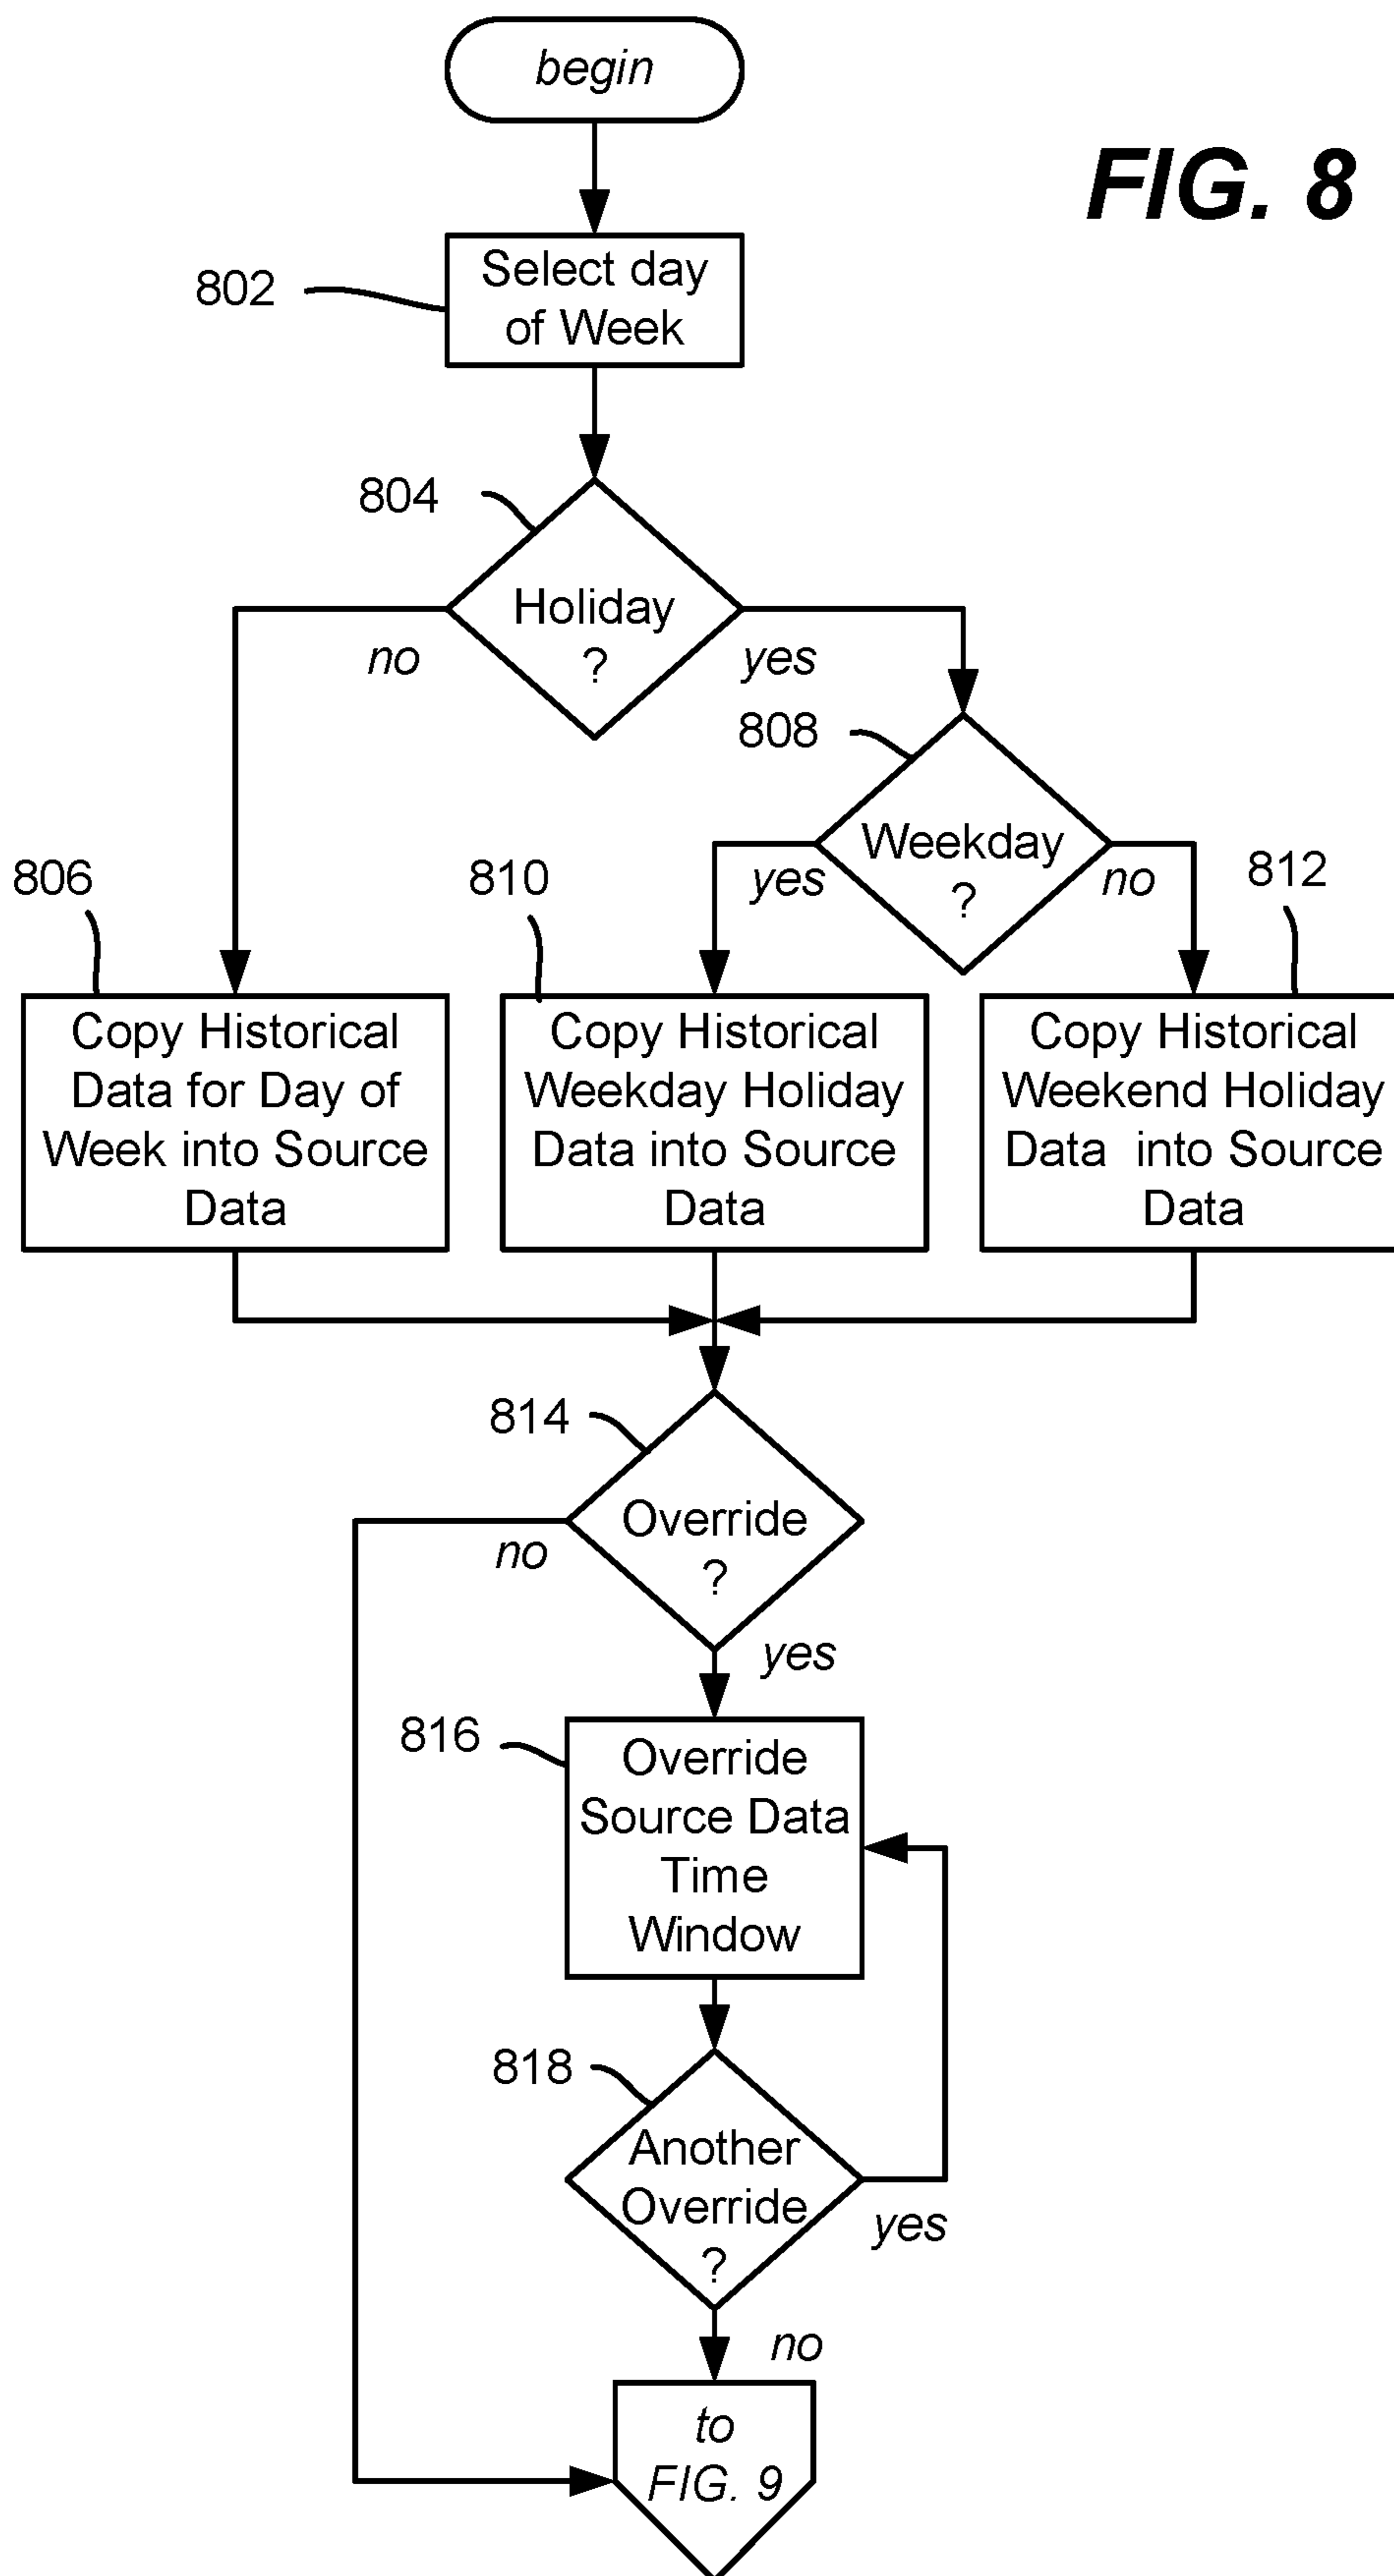 begin
FIG. 8
802
Select day
of Week
804
Holiday
?
no
yes
808
Weekday
?
yes
no
806
810
812
Copy Historical
Data for Day of
Week into Source
Data
Copy Historical
Weekday Holiday
Data into Source
Data
Copy Historical
Weekend Holiday
Data into Source
Data
814
Override
?
no
yes
816
Override
Source Data
Time
Window
818
Another
Override
?
yes
no
to
FIG. 9